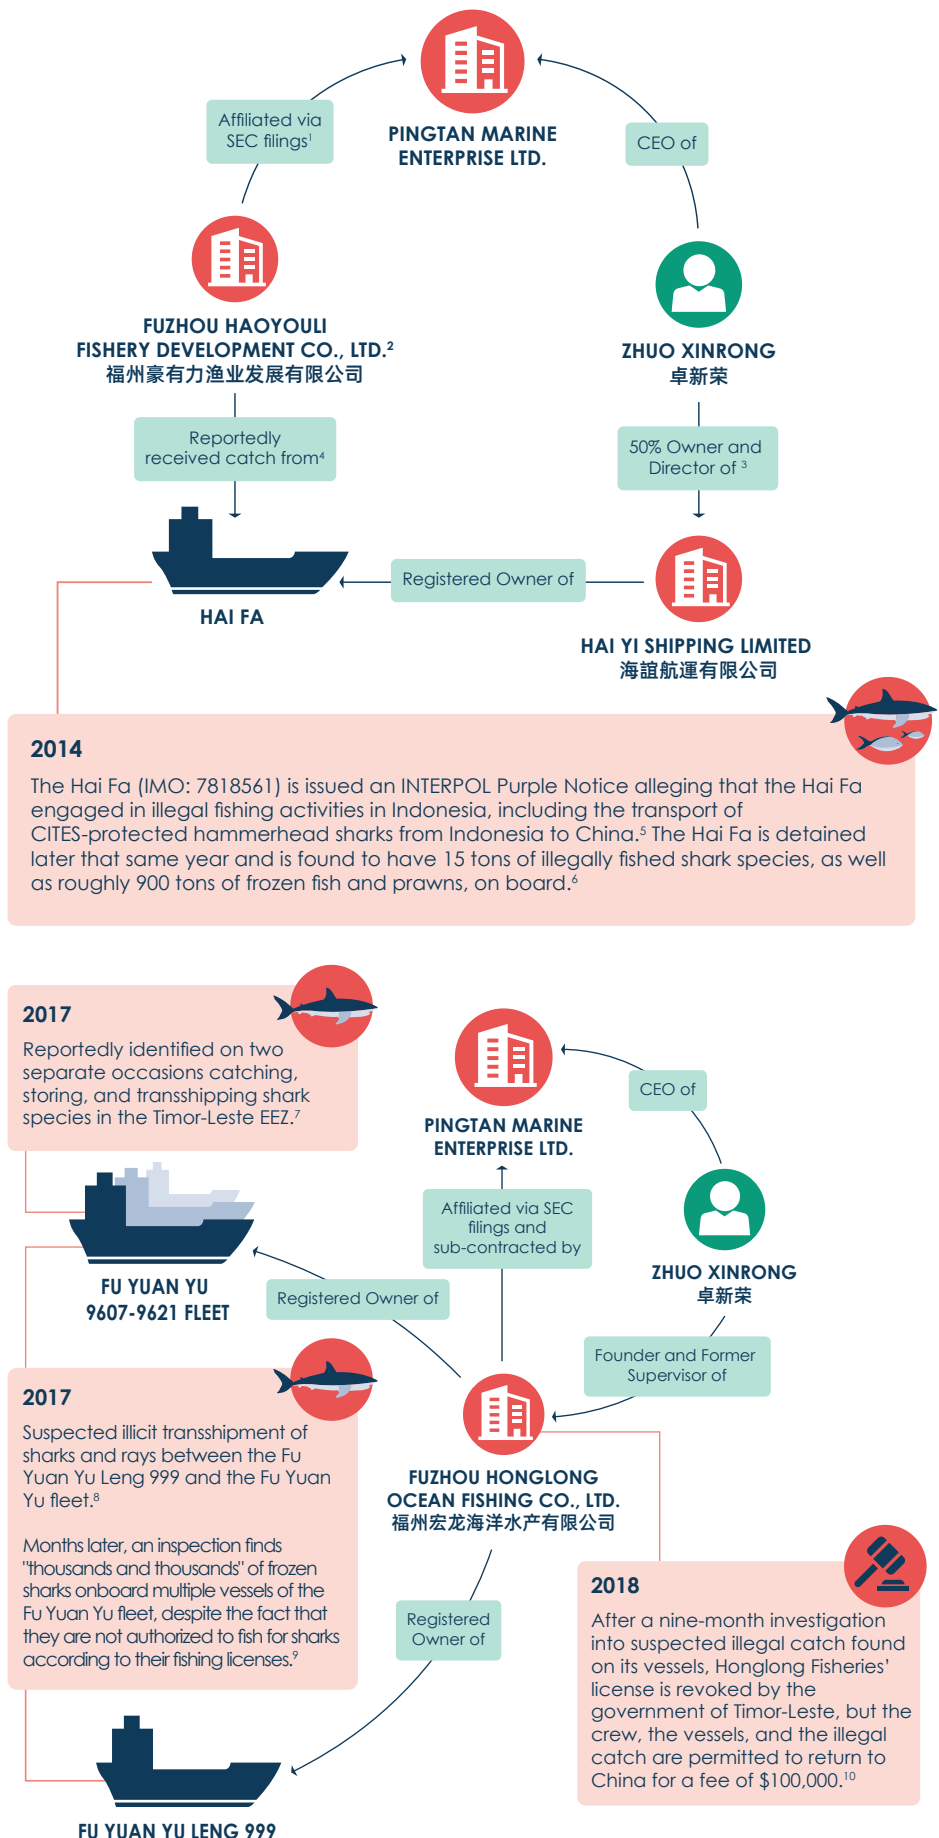 PINGTAN MARINE
ENTERPRISE LTD.
Affiliated via
SEC filings¹
CEO of
FUZHOU HAOYOULI
FISHERY DEVELOPMENT CO., LTD.²
福州豪有力渔业发展有限公司
ZHUO XINRONG
卓新荣
Reportedly
received catch from⁴
50% Owner and
Director of ³
Registered Owner of
HAI FA
HAI YI SHIPPING LIMITED
海誼航運有限公司
2014
The Hai Fa (IMO: 7818561) is issued an INTERPOL Purple Notice alleging that the Hai Fa
engaged in illegal fishing activities in Indonesia, including the transport of
CITES-protected hammerhead sharks from Indonesia to China.⁵ The Hai Fa is detained
later that same year and is found to have 15 tons of illegally fished shark species, as well
as roughly 900 tons of frozen fish and prawns, on board.⁶
2017
Reportedly identified on two
separate occasions catching,
storing, and transshipping shark
species in the Timor-Leste EEZ.⁷
PINGTAN MARINE
ENTERPRISE LTD.
CEO of
Affiliated via SEC
filings and
sub-contracted by
ZHUO XINRONG
卓新荣
FU YUAN YU
9607-9621 FLEET
Registered Owner of
Founder and Former
Supervisor of
2017
Suspected illicit transshipment of
sharks and rays between the Fu
Yuan Yu Leng 999 and the Fu Yuan
Yu fleet.⁸
Months later, an inspection finds
"thousands and thousands" of frozen
sharks onboard multiple vessels of the
Fu Yuan Yu fleet, despite the fact that
they are not authorized to fish for sharks
according to their fishing licenses.⁹
FUZHOU HONGLONG
OCEAN FISHING CO., LTD.
福州宏龙海洋水产有限公司
Registered
Owner of
2018
After a nine-month investigation
into suspected illegal catch found
on its vessels, Honglong Fisheries’
license is revoked by the
government of Timor-Leste, but the
crew, the vessels, and the illegal
catch are permitted to return to
China for a fee of $100,000.¹⁰
FU YUAN YU LENG 999